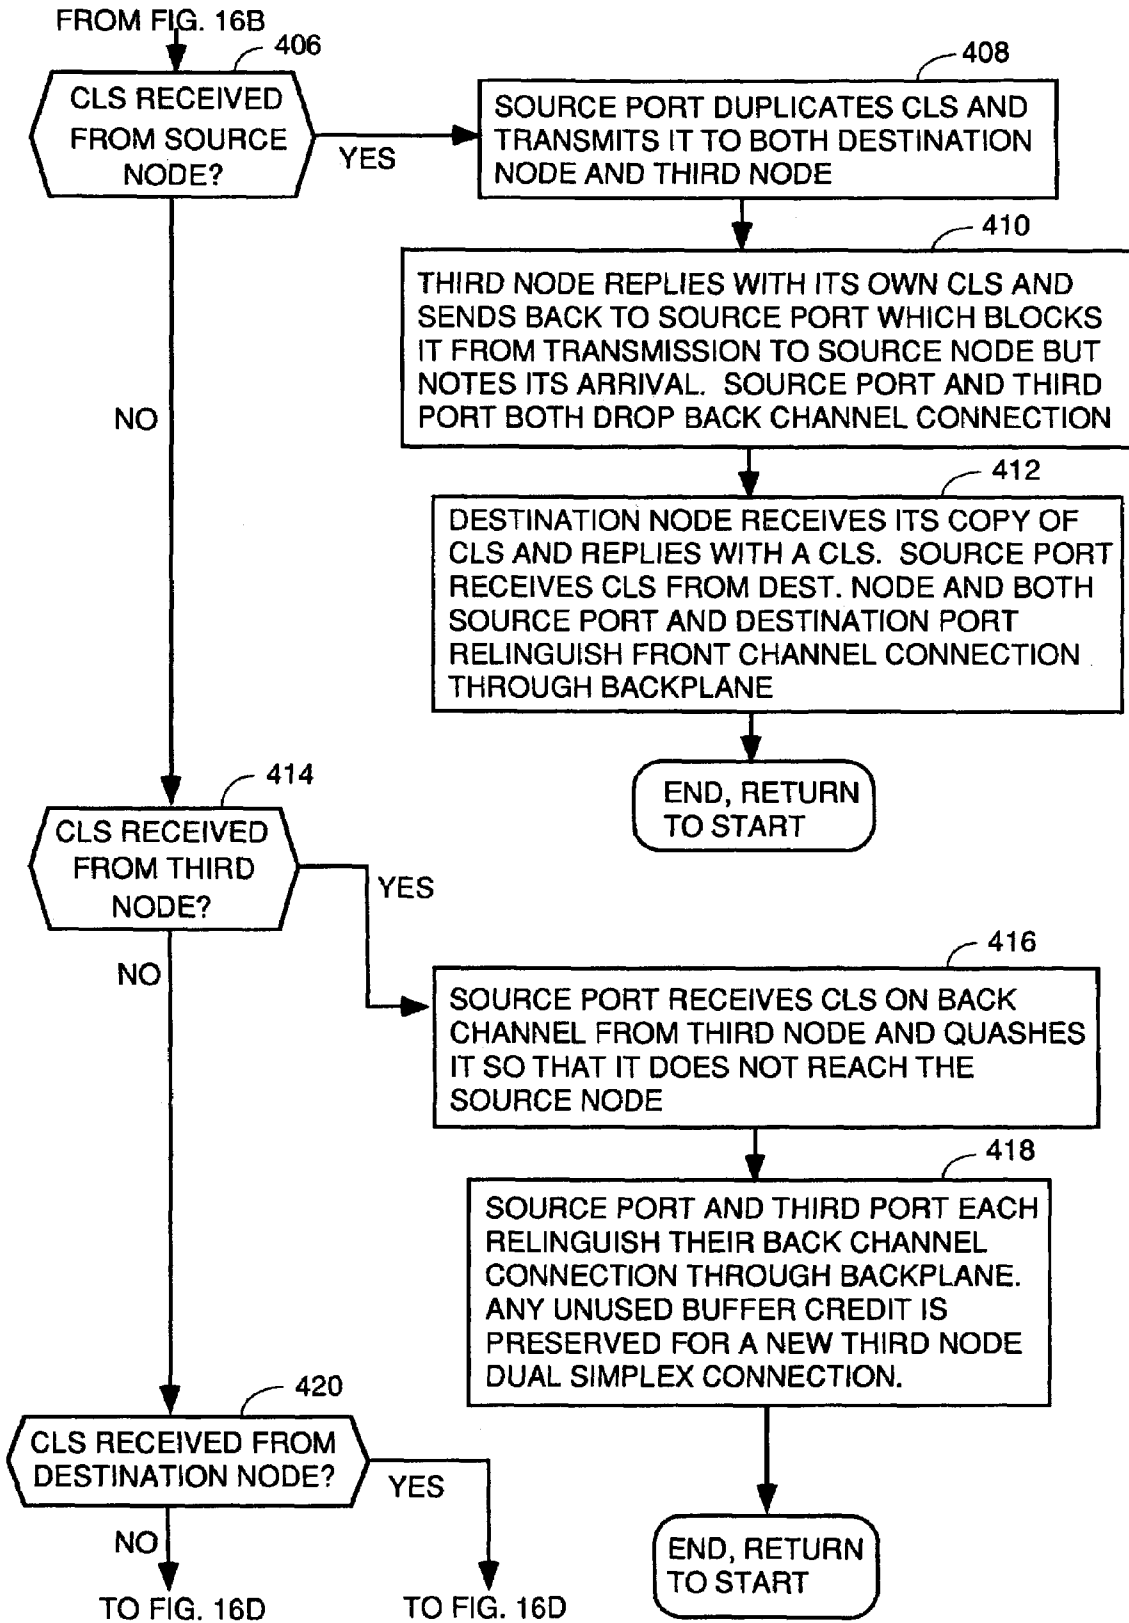 FROM FIG. 16B
406
CLS RECEIVED
FROM SOURCE
NODE?
YES
NO
408
SOURCE PORT DUPLICATES CLS AND
TRANSMITS IT TO BOTH DESTINATION
NODE AND THIRD NODE
410
THIRD NODE REPLIES WITH ITS OWN CLS AND
SENDS BACK TO SOURCE PORT WHICH BLOCKS
IT FROM TRANSMISSION TO SOURCE NODE BUT
NOTES ITS ARRIVAL. SOURCE PORT AND THIRD
PORT BOTH DROP BACK CHANNEL CONNECTION
412
DESTINATION NODE RECEIVES ITS COPY OF
CLS AND REPLIES WITH A CLS. SOURCE PORT
RECEIVES CLS FROM DEST. NODE AND BOTH
SOURCE PORT AND DESTINATION PORT
RELINGUISH FRONT CHANNEL CONNECTION
THROUGH BACKPLANE
END, RETURN
TO START
414
CLS RECEIVED
FROM THIRD
NODE?
YES
NO
416
SOURCE PORT RECEIVES CLS ON BACK
CHANNEL FROM THIRD NODE AND QUASHES
IT SO THAT IT DOES NOT REACH THE
SOURCE NODE
418
SOURCE PORT AND THIRD PORT EACH
RELINGUISH THEIR BACK CHANNEL
CONNECTION THROUGH BACKPLANE.
ANY UNUSED BUFFER CREDIT IS
PRESERVED FOR A NEW THIRD NODE
DUAL SIMPLEX CONNECTION.
END, RETURN
TO START
420
CLS RECEIVED FROM
DESTINATION NODE?
YES
NO
TO FIG. 16D
TO FIG. 16D